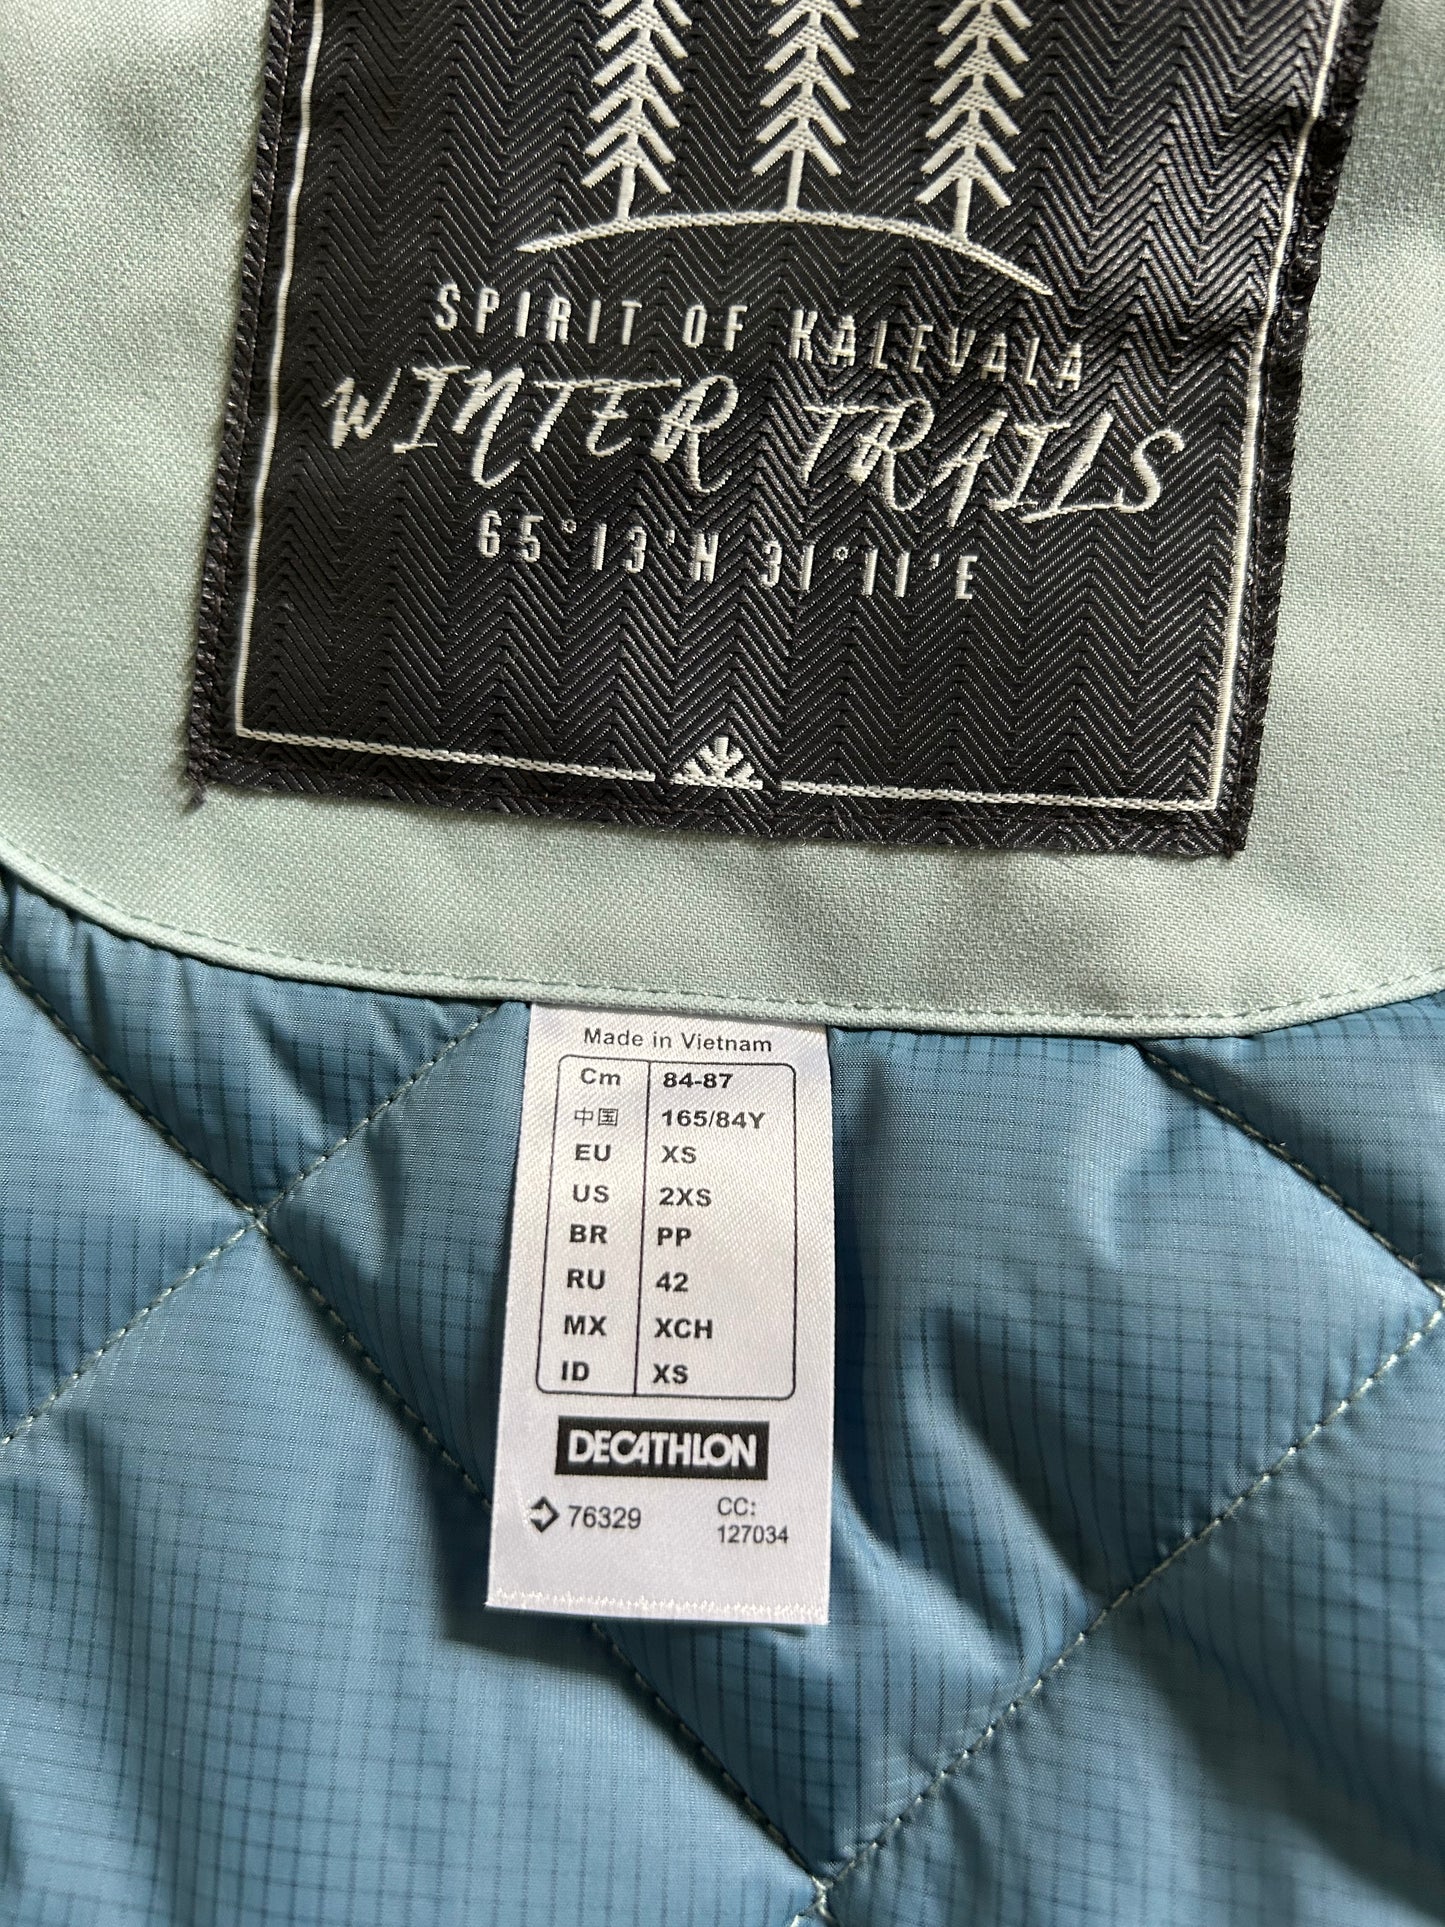 SPIRIT OF KALEVALA
WINTER TRAILS
65°13'N 31°11'E
Made in Vietnam
Cm 84-87
中国 165/84Y
EU XS
US 2XS
BR PP
RU 42
MX XCH
ID XS
DECATHLON
76329 CC:
127034